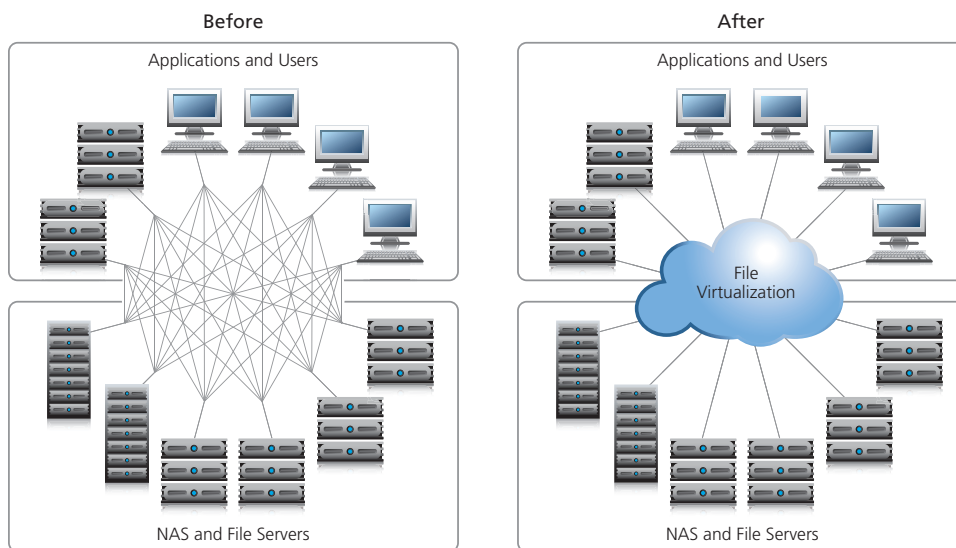 Before
Applications and Users
NAS and File Servers
After
Applications and Users
File
Virtualization
NAS and File Servers